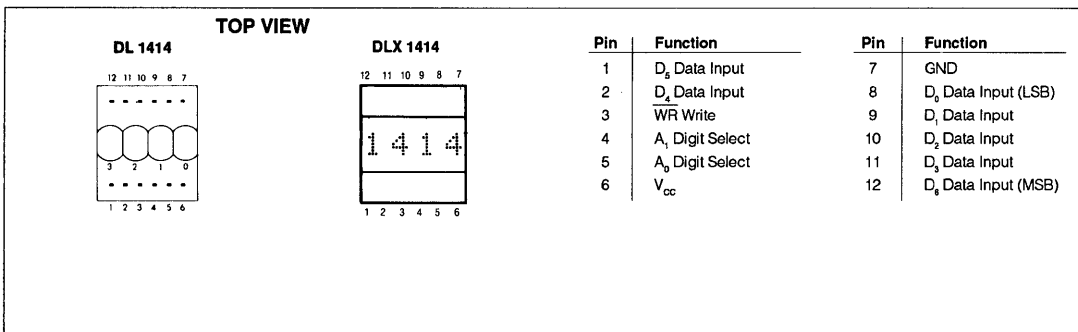 TOP VIEW
DL 1414
12 11 10 9 8 7
3 2 1 0
1 2 3 4 5 6
DLX 1414
12 11 10 9 8 7
1 4 1 4
1 2 3 4 5 6
Pin Function
1 D₅ Data Input
2 D₄ Data Input
3 W̅R̅ Write
4 A₁ Digit Select
5 A₀ Digit Select
6 Vcc
Pin Function
7 GND
8 D₀ Data Input (LSB)
9 D₁ Data Input
10 D₂ Data Input
11 D₃ Data Input
12 D₆ Data Input (MSB)